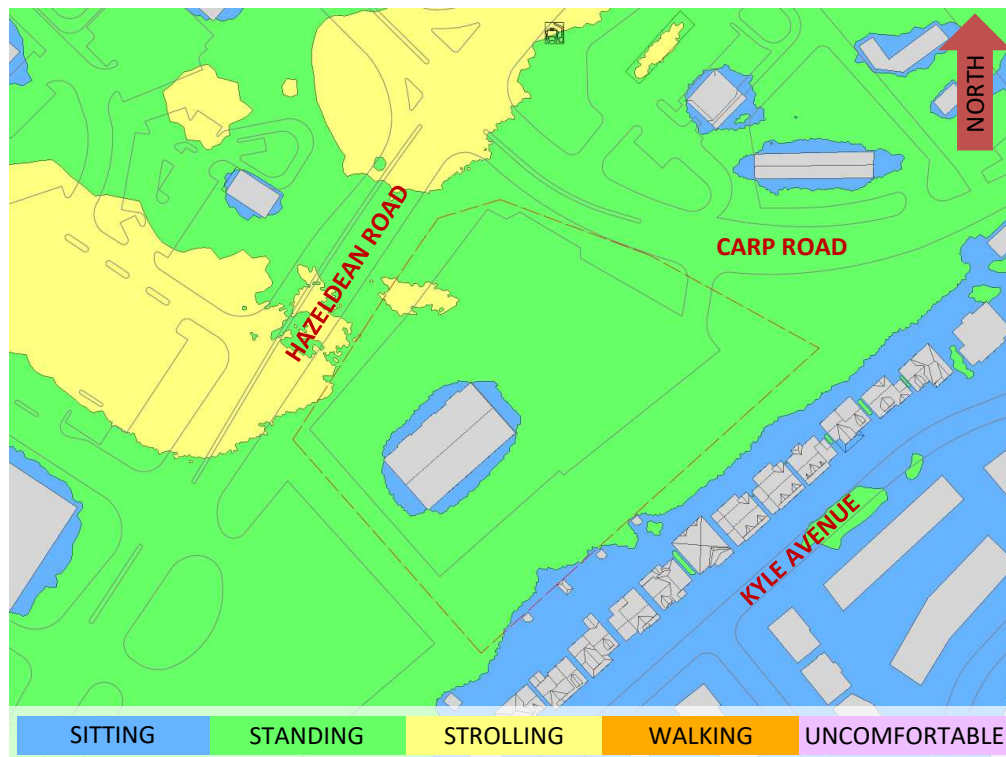 NORTH
CARP ROAD
HAZELDEAN ROAD
KYLE AVENUE
SITTING
STANDING
STROLLING
WALKING
UNCOMFORTABLE